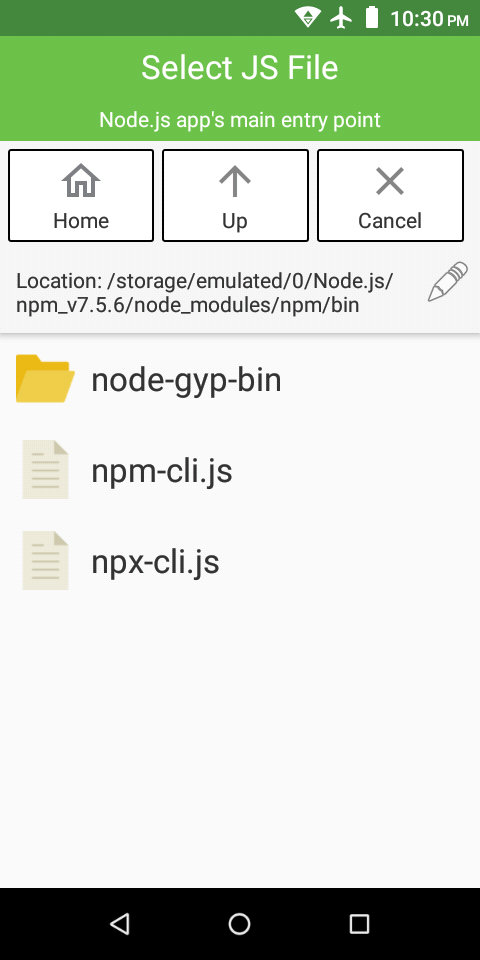 10:30 PM
Select JS File
Node.js app's main entry point
Home
Up
Cancel
Location: /storage/emulated/0/Node.js/
npm_v7.5.6/node_modules/npm/bin
node-gyp-bin
npm-cli.js
npx-cli.js